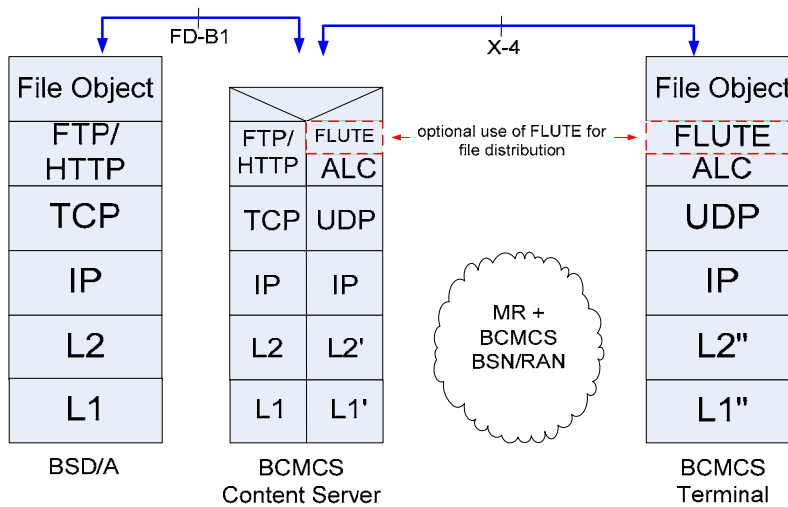 FD-B1
X-4
File Object
FTP/
HTTP
TCP
IP
L2
L1
BSD/A
FTP/
HTTP
TCP
IP
L2
L1
FLUTE
ALC
UDP
IP
L2'
L1'
BCMCS
Content Server
optional use of FLUTE for
file distribution
MR +
BCMCS
BSN/RAN
File Object
FLUTE
ALC
UDP
IP
L2"
L1"
BCMCS
Terminal